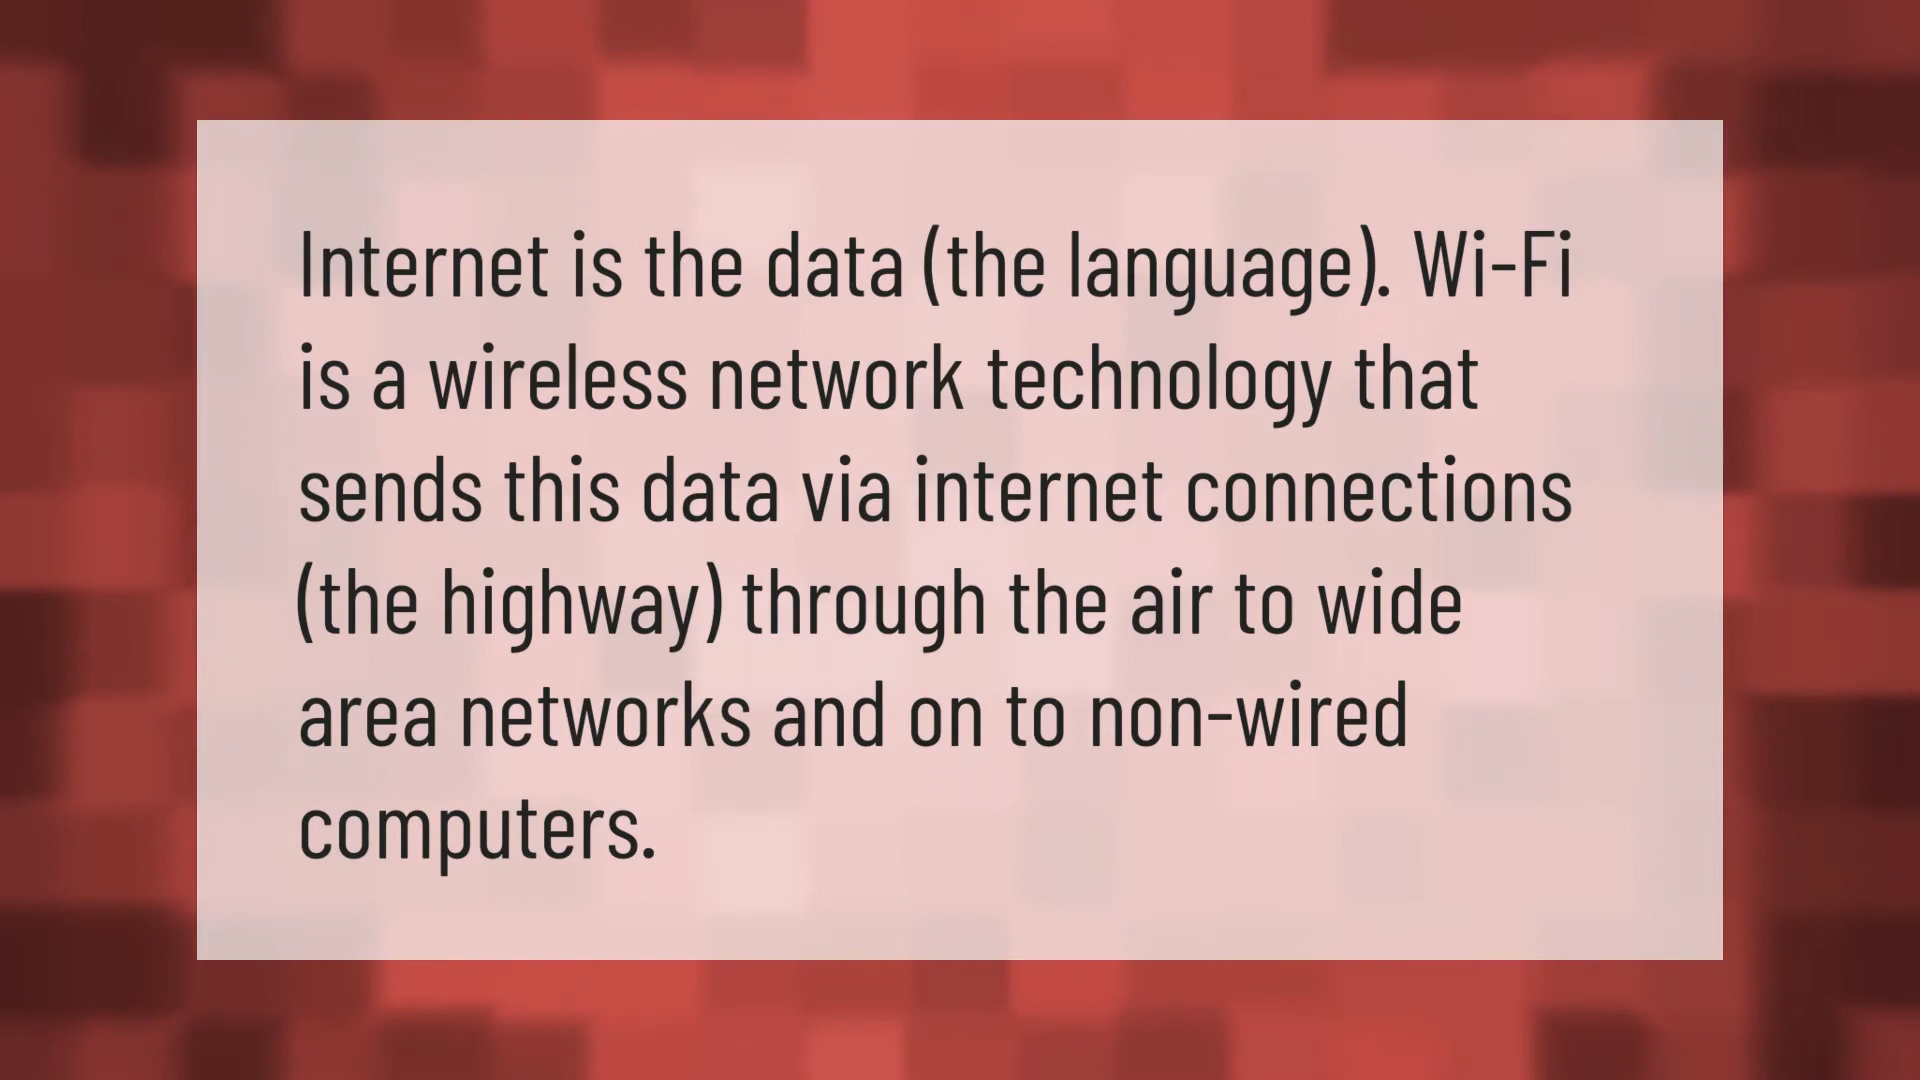 Internet is the data (the language). Wi-Fi
is a wireless network technology that
sends this data via internet connections
(the highway) through the air to wide
area networks and on to non-wired
computers.